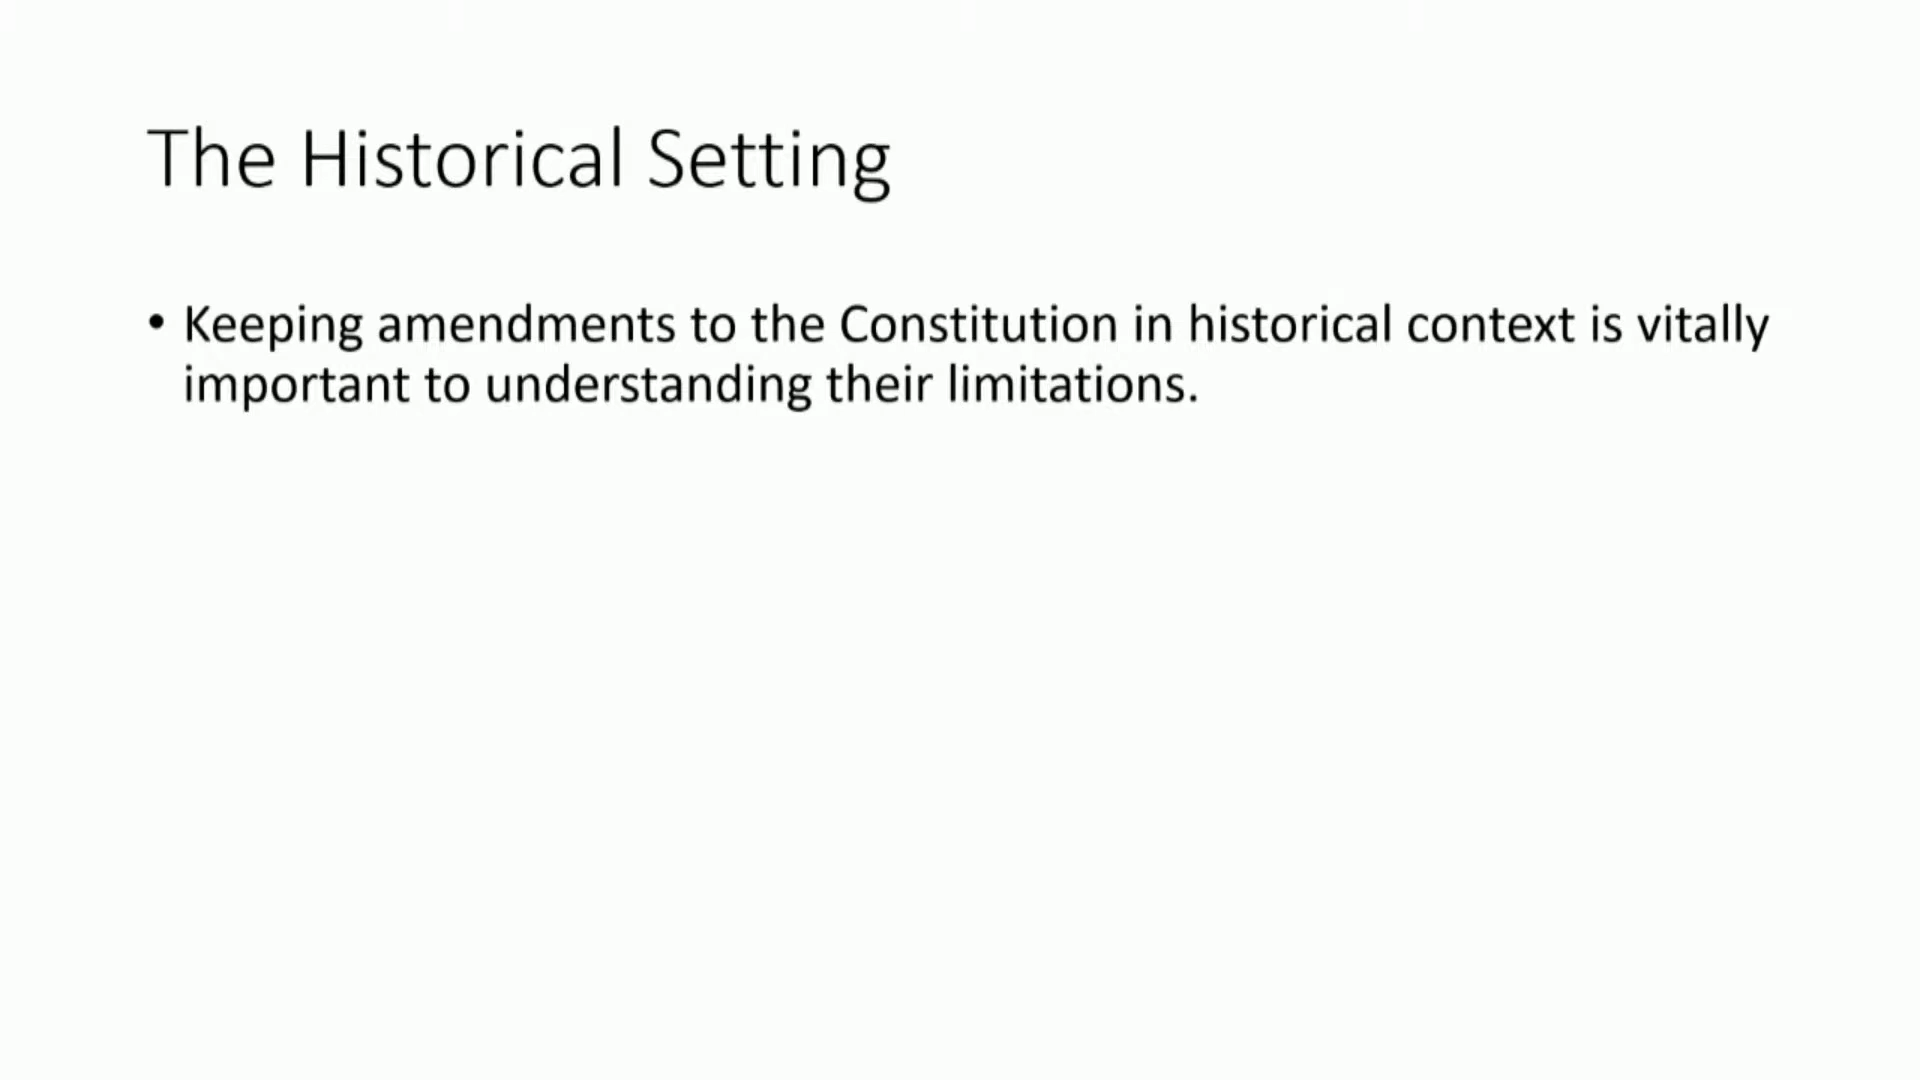 The Historical Setting
• Keeping amendments to the Constitution in historical context is vitally
important to understanding their limitations.